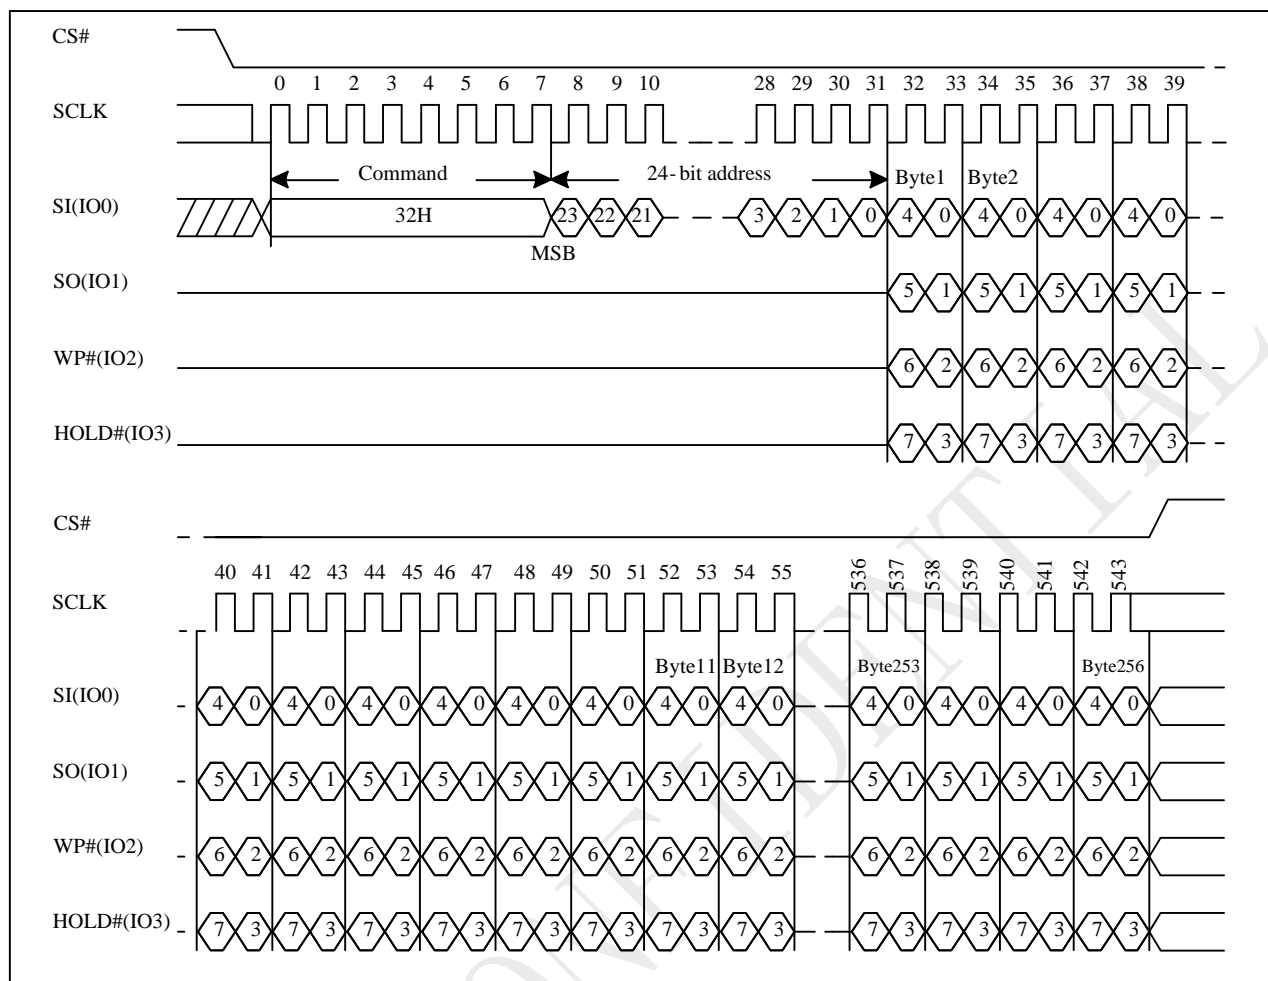 CS#
0 1 2 3 4 5 6 7 8 9 10 28 29 30 31 32 33 34 35 36 37 38 39
SCLK
Command 24-bit address Byte1 Byte2
SI(IO0) 32H 23 22 21 3 2 1 0 4 0 4 0 4 0 4 0
MSB
SO(IO1) 5 1 5 1 5 1 5 1
WP#(IO2) 6 2 6 2 6 2 6 2
HOLD#(IO3) 7 3 7 3 7 3 7 3
CS#
40 41 42 43 44 45 46 47 48 49 50 51 52 53 54 55 536 537 538 539 540 541 542 543
SCLK
Byte11 Byte12 Byte253 Byte256
SI(IO0) 4 0 4 0 4 0 4 0 4 0 4 0 4 0 4 0 4 0 4 0 4 0 4 0
SO(IO1) 5 1 5 1 5 1 5 1 5 1 5 1 5 1 5 1 5 1 5 1 5 1 5 1
WP#(IO2) 6 2 6 2 6 2 6 2 6 2 6 2 6 2 6 2 6 2 6 2 6 2 6 2
HOLD#(IO3) 7 3 7 3 7 3 7 3 7 3 7 3 7 3 7 3 7 3 7 3 7 3 7 3
ONFIDENTIAL